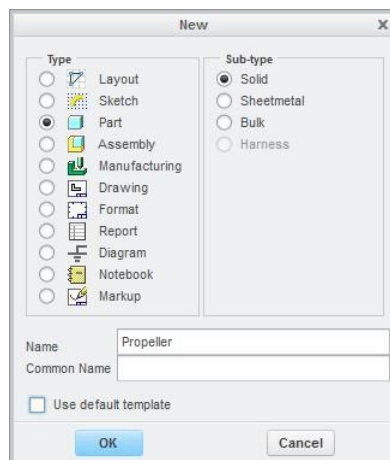 New
X
Type
Layout
Sketch
Part
Assembly
Manufacturing
Drawing
Format
Report
Diagram
Notebook
Markup
Sub-type
Solid
Sheetmetal
Bulk
Harness
Name
Propeller
Common Name
Use default template
OK
Cancel